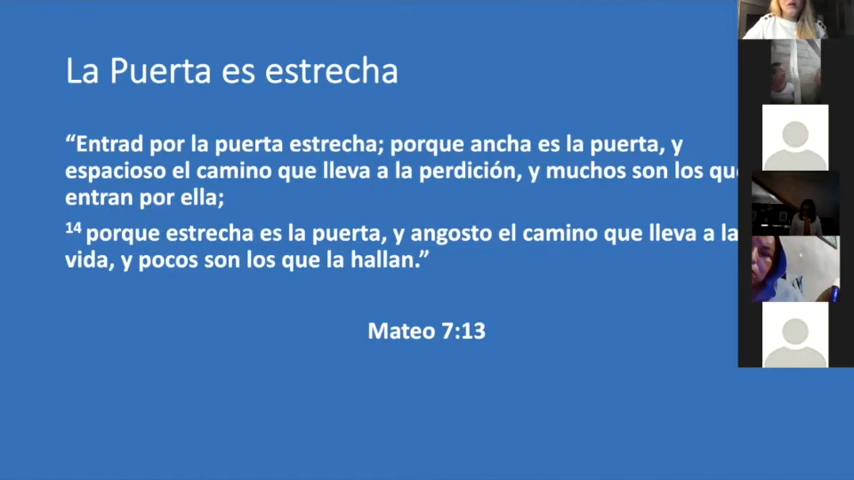 La Puerta es estrecha
“Entrad por la puerta estrecha; porque ancha es la puerta, y
espacioso el camino que lleva a la perdición, y muchos son los que
entran por ella;
14 porque estrecha es la puerta, y angosto el camino que lleva a la
vida, y pocos son los que la hallan.”
Mateo 7:13